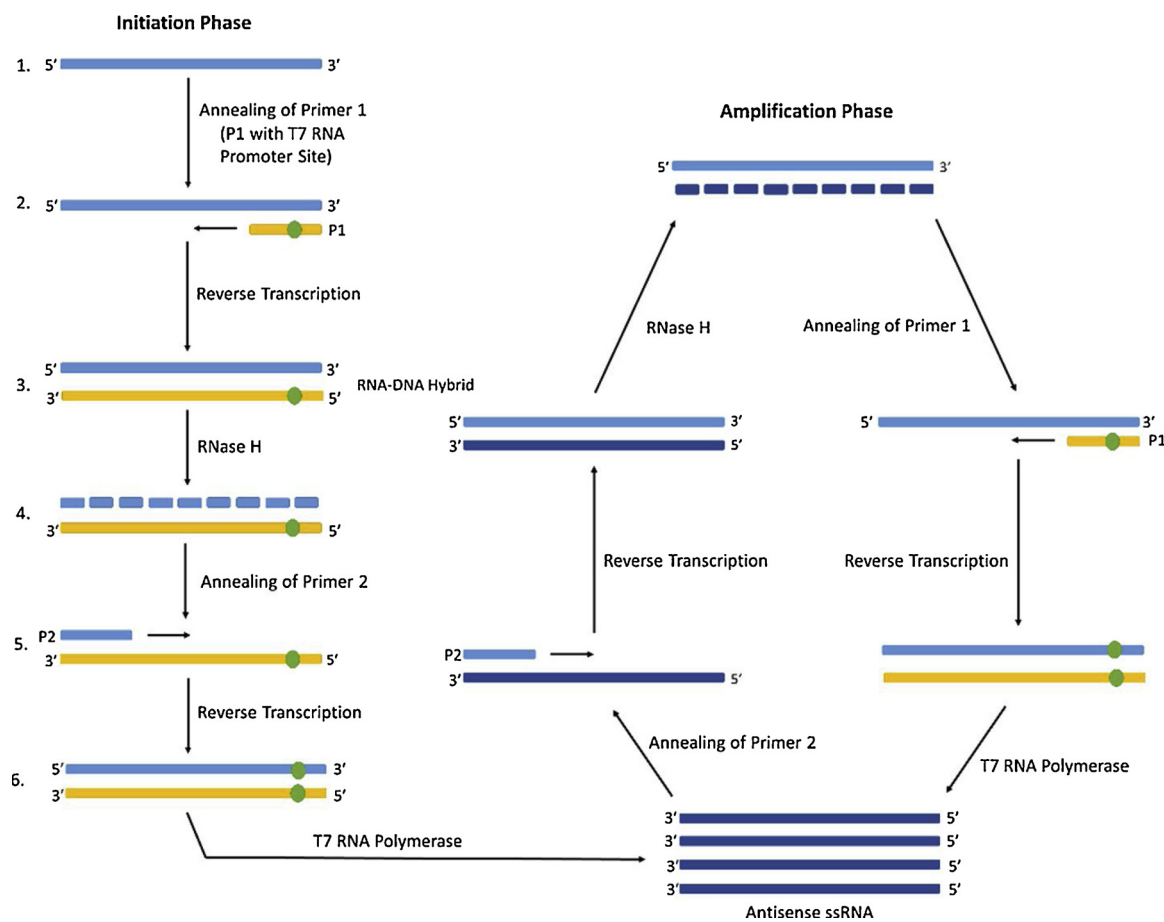 Initiation Phase
1. 5′ 3′
Annealing of Primer 1
(P1 with T7 RNA
Promoter Site)
2. 5′ 3′
P1
Reverse Transcription
3. 5′ 3′
3′ 5′
RNA-DNA Hybrid
RNase H
4.
3′ 5′
Annealing of Primer 2
5. P2
3′ 5′
Reverse Transcription
6. 5′ 3′
3′ 5′
T7 RNA Polymerase
Amplification Phase
5′ 3′
Annealing of Primer 1
5′ 3′
P1
Reverse Transcription
T7 RNA Polymerase
3′ 5′
3′ 5′
3′ 5′
3′ 5′
Antisense ssRNA
Annealing of Primer 2
P2
3′ 5′
Reverse Transcription
5′ 3′
3′ 5′
RNase H